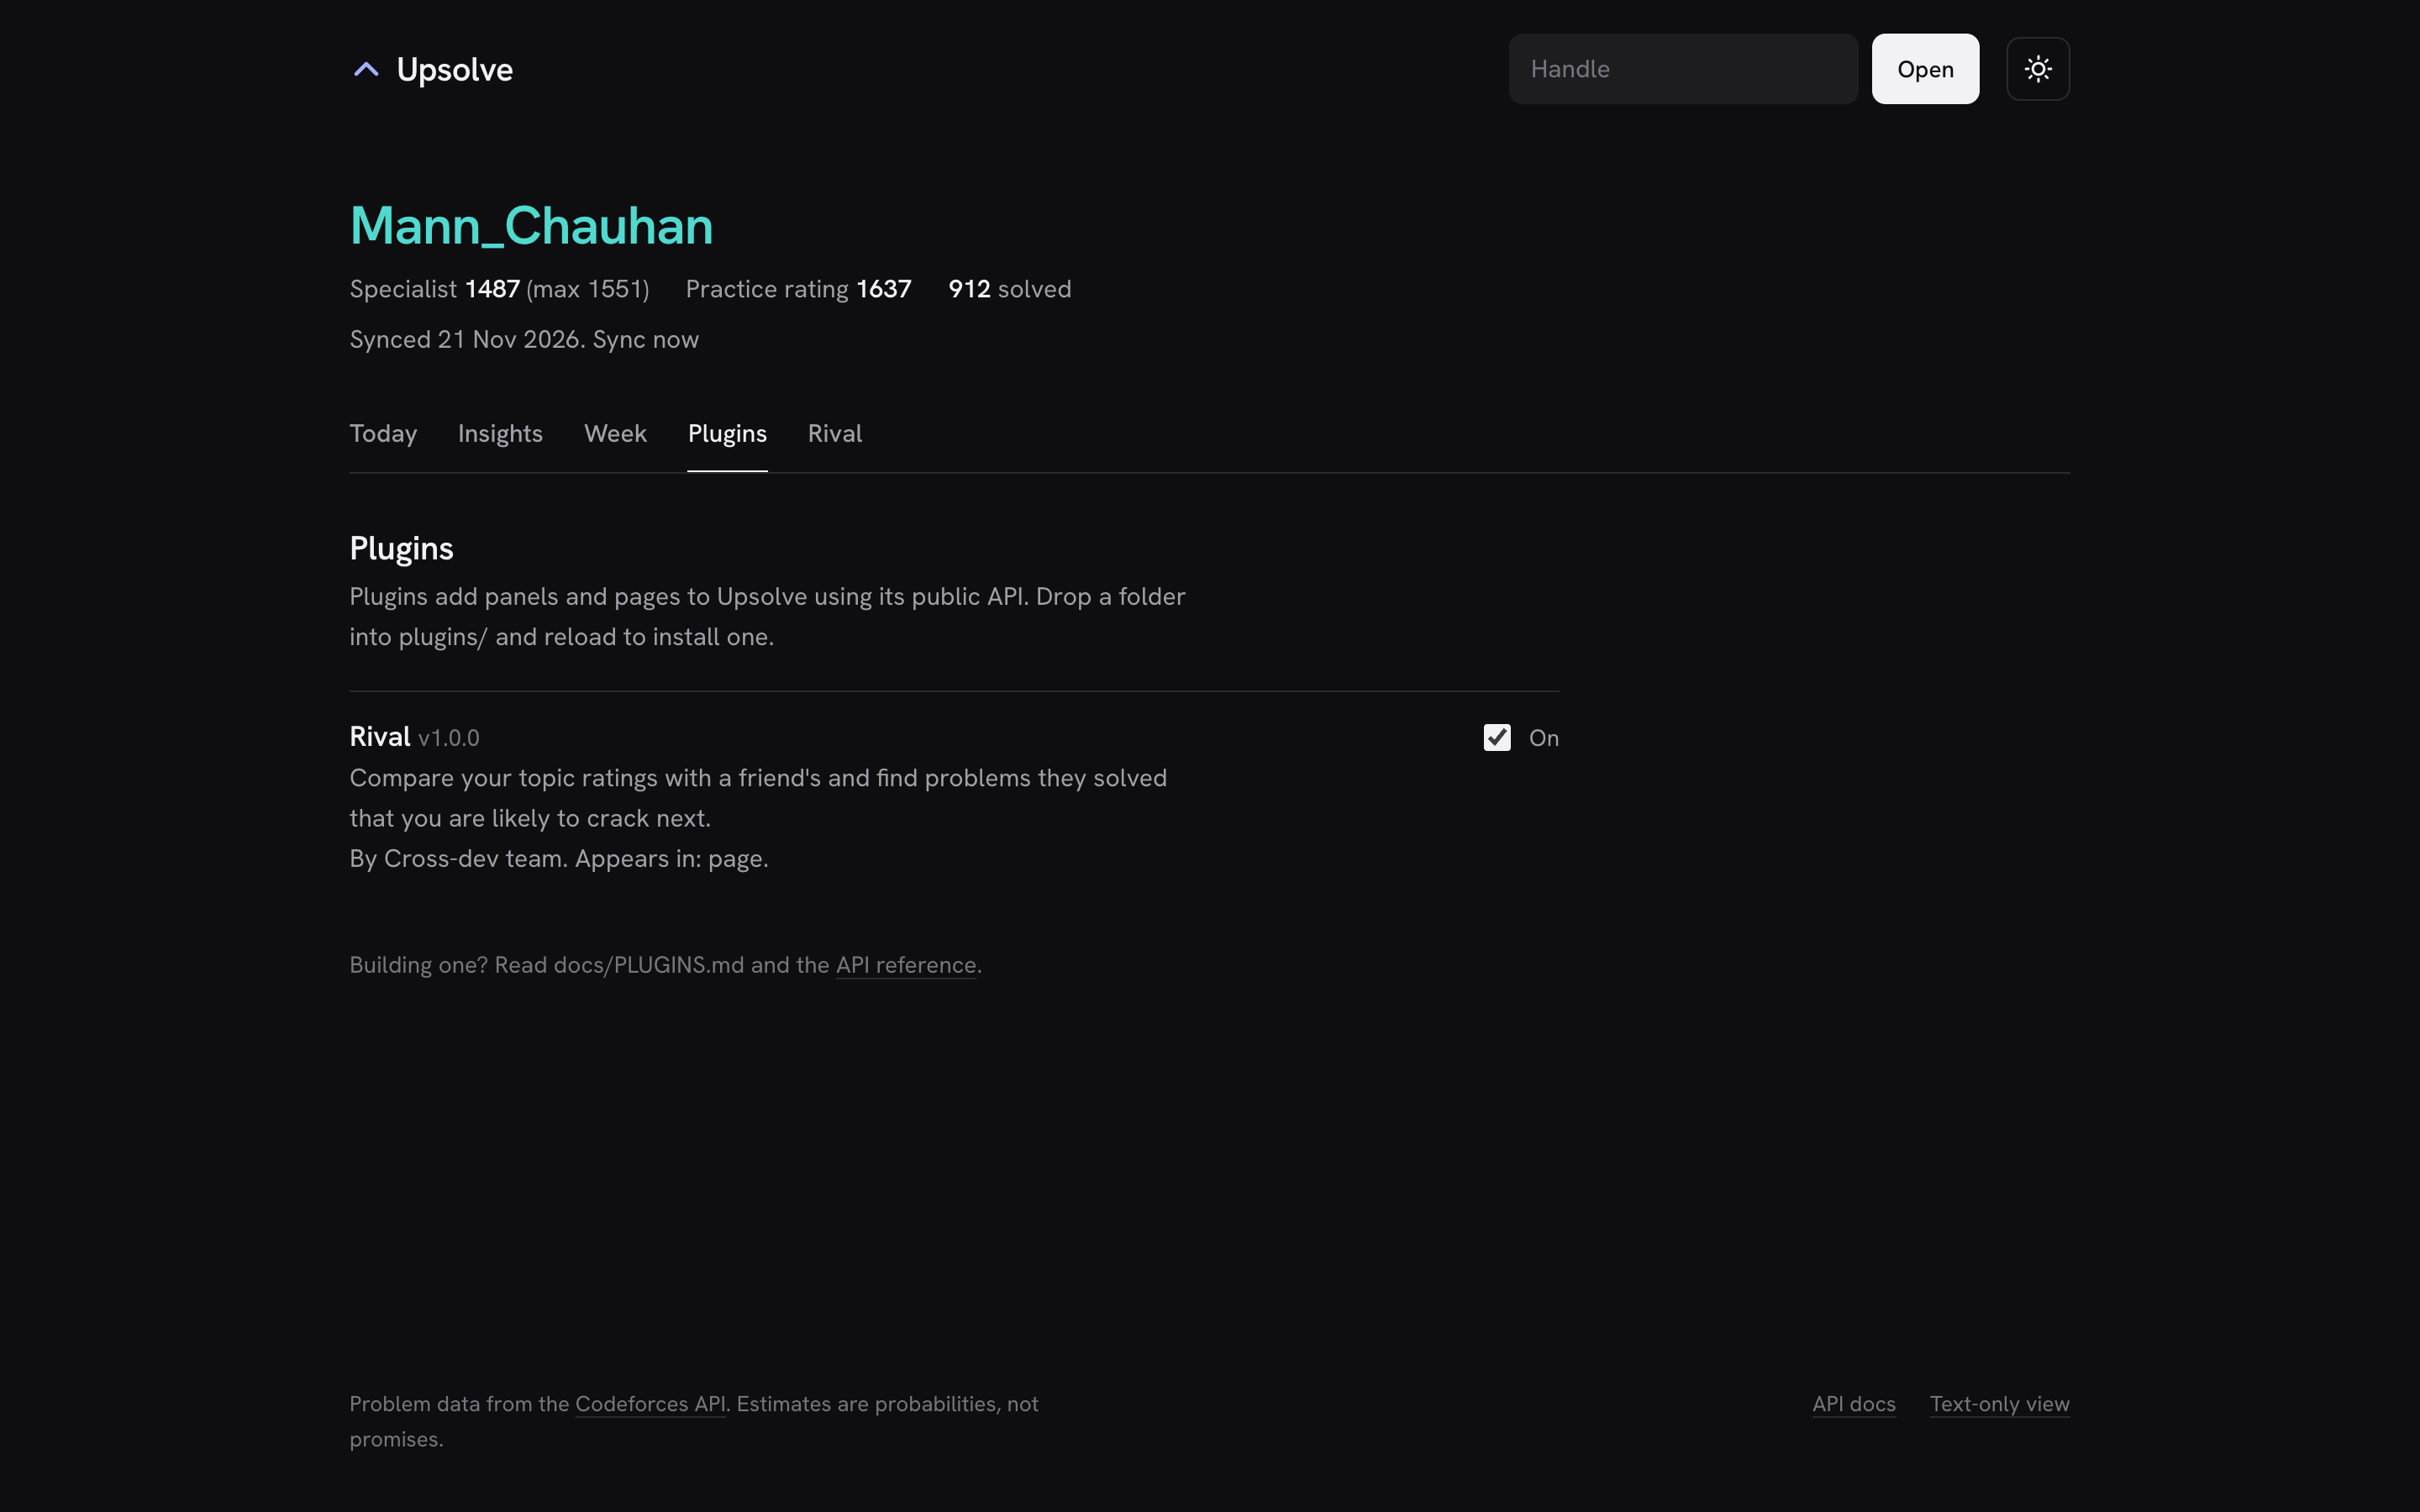 Upsolve
Handle
Open
Mann_Chauhan
Specialist 1487 (max 1551) Practice rating 1637 912 solved
Synced 21 Nov 2026. Sync now
Today Insights Week Plugins Rival
Plugins
Plugins add panels and pages to Upsolve using its public API. Drop a folder
into plugins/ and reload to install one.
Rival v1.0.0
On
Compare your topic ratings with a friend's and find problems they solved
that you are likely to crack next.
By Cross-dev team. Appears in: page.
Building one? Read docs/PLUGINS.md and the API reference.
Problem data from the Codeforces API. Estimates are probabilities, not
promises.
API docs Text-only view